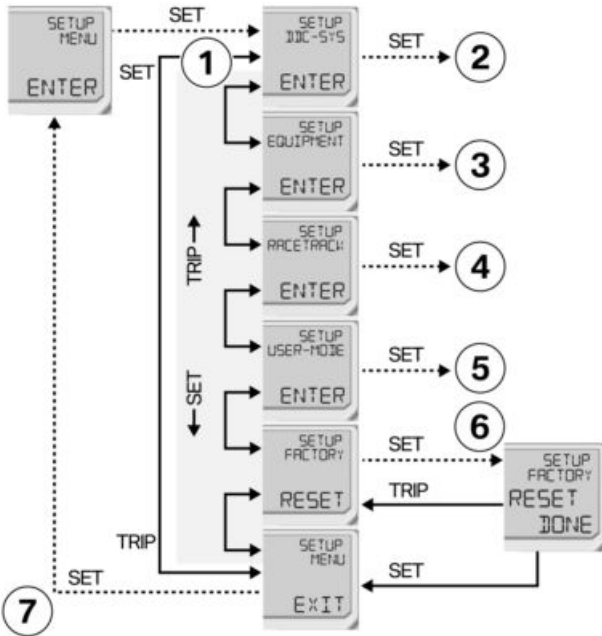 SETUP
MENU
ENTER
SET
SET
1
SETUP
DDC-SYS
ENTER
SET
2
SETUP
EQUIPMENT
ENTER
SET
3
TRIP
SETUP
RACETRACK
ENTER
SET
4
SET
SETUP
USER-MODE
ENTER
SET
5
SETUP
FACTORY
RESET
SET
6
SETUP
FACTORY
RESET
DONE
TRIP
TRIP
SETUP
MENU
EXIT
SET
SET
7